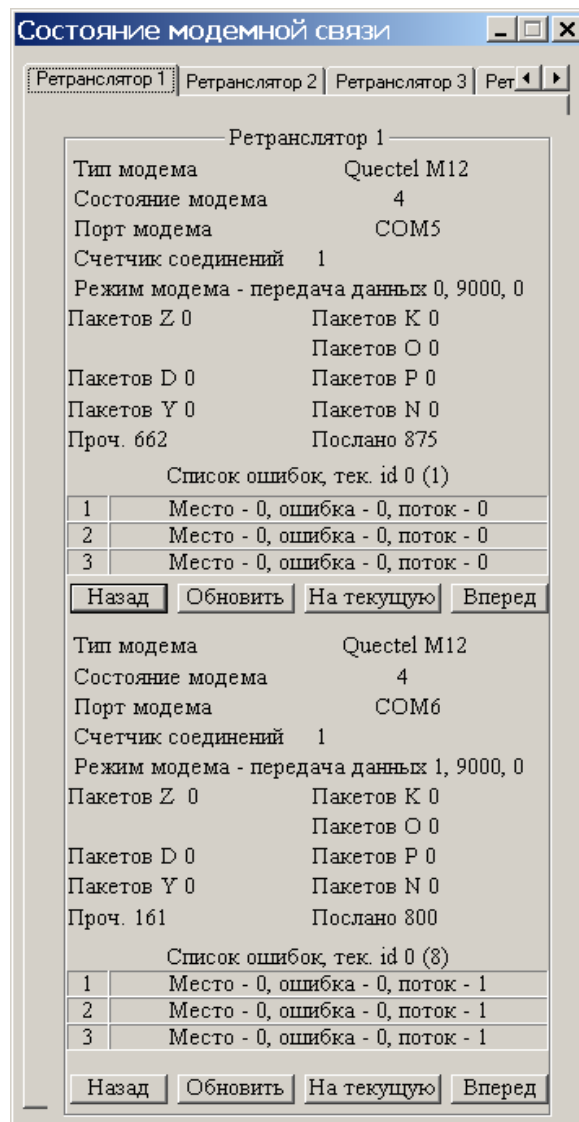 Состояние модемной связи
Ретранслятор 1 Ретранслятор 2 Ретранслятор 3 Рет
Ретранслятор 1
Тип модема Quectel M12
Состояние модема 4
Порт модема COM5
Счетчик соединений 1
Режим модема - передача данных 0, 9000, 0
Пакетов Z 0 Пакетов K 0
Пакетов O 0
Пакетов D 0 Пакетов P 0
Пакетов Y 0 Пакетов N 0
Проч. 662 Послано 875
Список ошибок, тек. id 0 (1)
1 Место - 0, ошибка - 0, поток - 0
2 Место - 0, ошибка - 0, поток - 0
3 Место - 0, ошибка - 0, поток - 0
Назад Обновить На текущую Вперед
Тип модема Quectel M12
Состояние модема 4
Порт модема COM6
Счетчик соединений 1
Режим модема - передача данных 1, 9000, 0
Пакетов Z 0 Пакетов K 0
Пакетов O 0
Пакетов D 0 Пакетов P 0
Пакетов Y 0 Пакетов N 0
Проч. 161 Послано 800
Список ошибок, тек. id 0 (8)
1 Место - 0, ошибка - 0, поток - 1
2 Место - 0, ошибка - 0, поток - 1
3 Место - 0, ошибка - 0, поток - 1
Назад Обновить На текущую Вперед